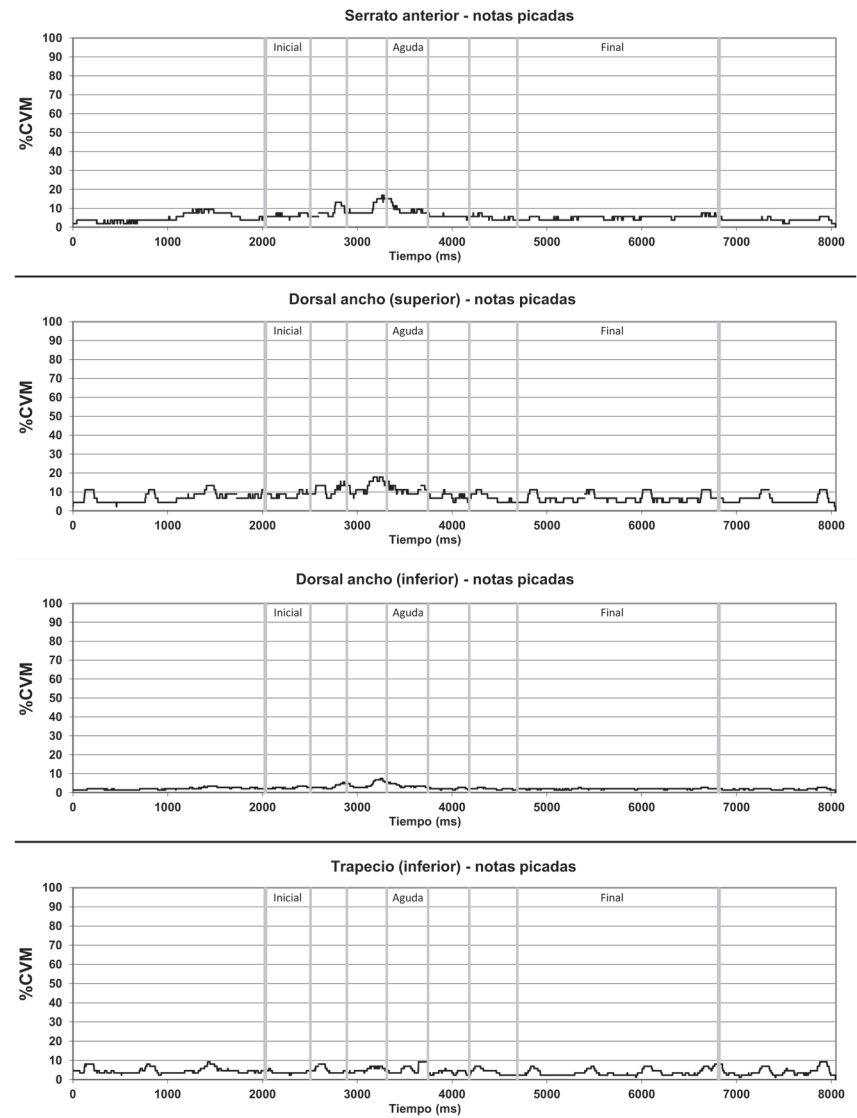 Serrato anterior - notas picadas
100
90
80
70
60
50
40
30
20
10
0
%CVM
Inicial Aguda Final
0 1000 2000 3000 4000 5000 6000 7000 8000
Tiempo (ms)
Dorsal ancho (superior) - notas picadas
100
90
80
70
60
50
40
30
20
10
0
%CVM
Inicial Aguda Final
0 1000 2000 3000 4000 5000 6000 7000 8000
Tiempo (ms)
Dorsal ancho (inferior) - notas picadas
100
90
80
70
60
50
40
30
20
10
0
%CVM
Inicial Aguda Final
0 1000 2000 3000 4000 5000 6000 7000 8000
Tiempo (ms)
Trapecio (inferior) - notas picadas
100
90
80
70
60
50
40
30
20
10
0
%CVM
Inicial Aguda Final
0 1000 2000 3000 4000 5000 6000 7000 8000
Tiempo (ms)